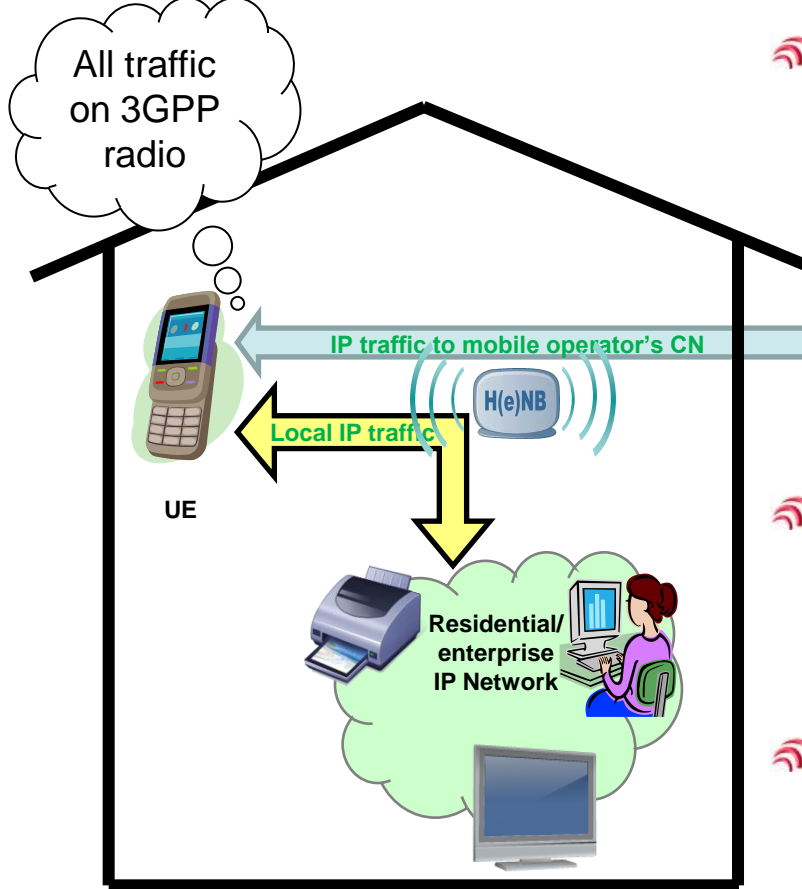 All traffic
on 3GPP
radio
IP traffic to mobile operator's CN
H(e)NB
Local IP traffic
UE
Residential/
enterprise
IP Network